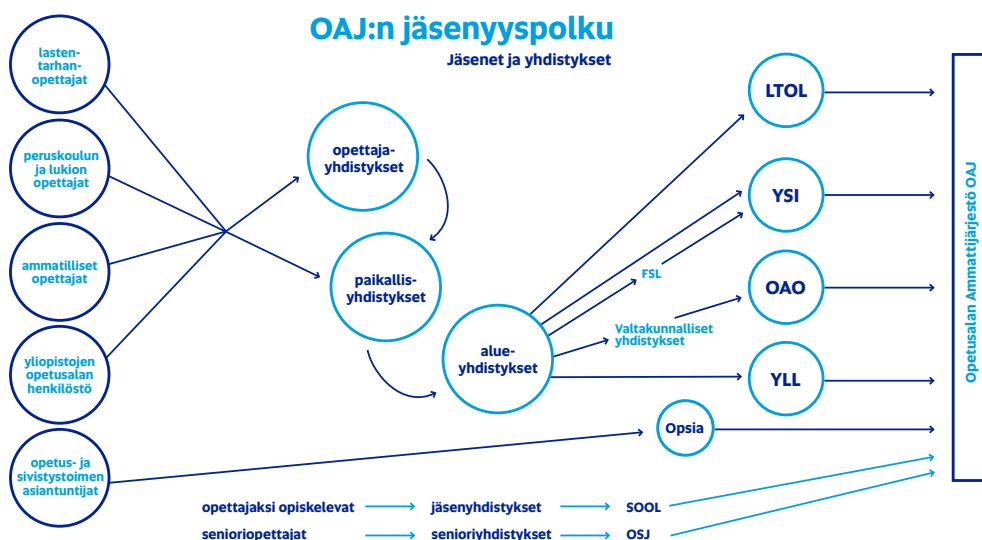 OAJ:n jäsenyyspolku
Jäsenet ja yhdistykset
lasten-
tarhan-
opettajat
peruskoulun
ja lukion
opettajat
ammatilliset
opettajat
yliopistojen
opetusalan
henkilöstö
opetus- ja
sivistystoimen
asiantuntijat
opettaja-
yhdistykset
paikallis-
yhdistykset
alue-
yhdistykset
FSL
Valtakunnalliset
yhdistykset
LTOL
YSI
OAO
YLL
Opsia
Opetusalan Ammattijärjestö OAJ
opettajaksi opiskelevat jäsenyhdistykset SOOL
senioriopettajat senioriyhdistykset OSJ